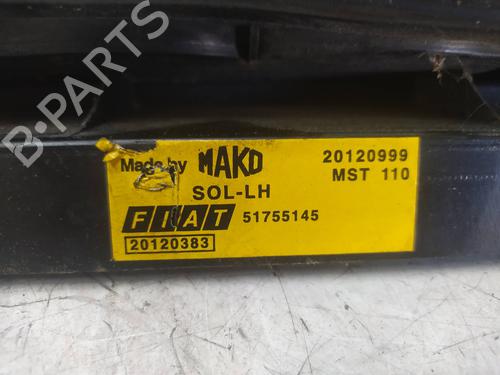 B-PARTS
Made by MAKO 20120999
SOL-LH MST 110
FIAT 51755145
20120383